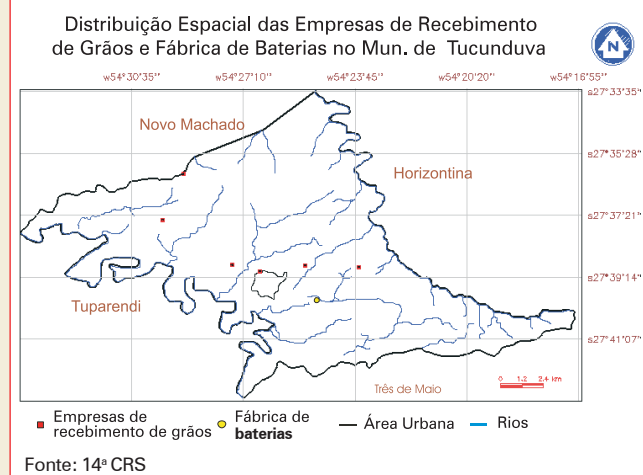 Distribuição Espacial das Empresas de Recebimento
de Grãos e Fábrica de Baterias no Mun. de Tucunduva
N
w54°30'35" w54°27'10" w54°23'45" w54°20'20" w54°16'55"
s27°33'35"
Novo Machado
s27°35'28"
Horizontina
s27°37'21"
s27°39'14"
Tuparendi
s27°41'07"
Três de Maio
0 1.2 2.4 km
Empresas de
recebimento de grãos
Fábrica de
baterias
Área Urbana
Rios
Fonte: 14ª CRS